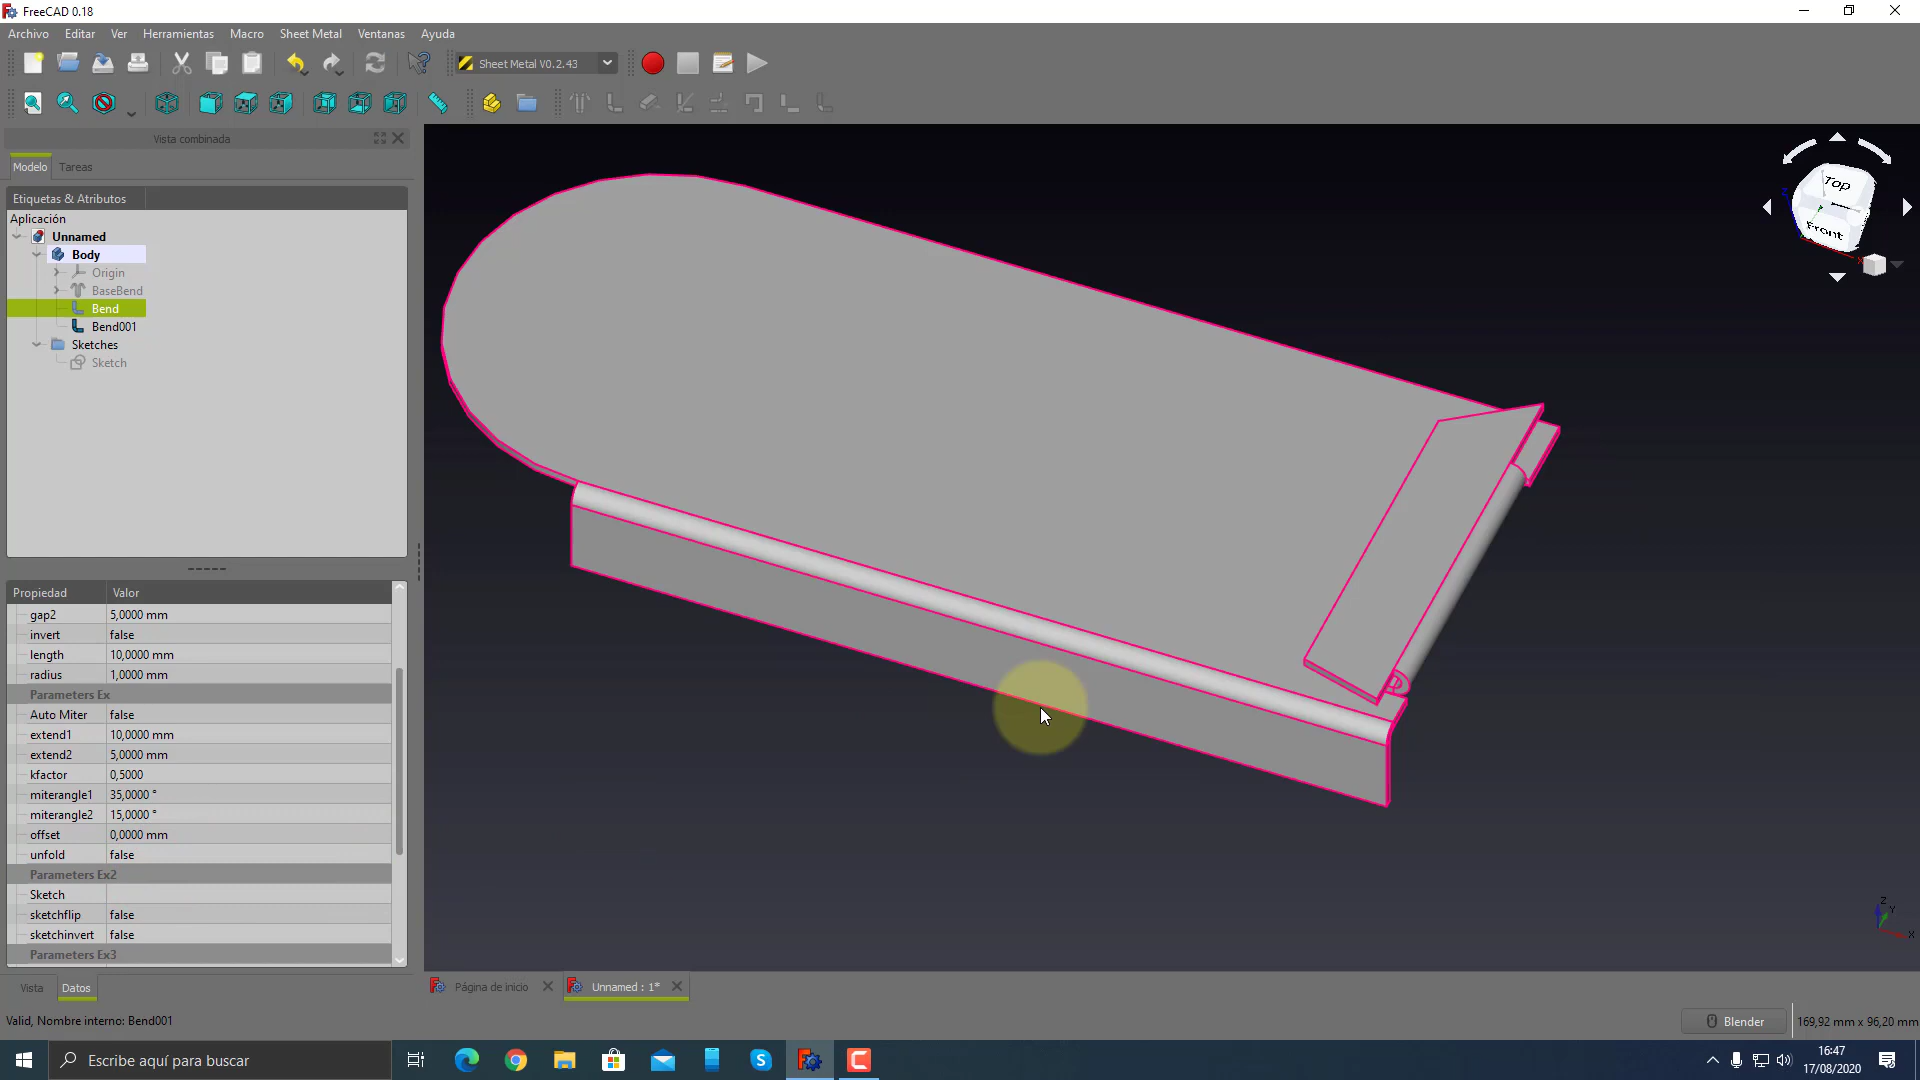 FreeCAD 0.18
Archivo Editar Ver Herramientas Macro Sheet Metal Ventanas Ayuda
Sheet Metal V0.2.43
Vista combinada
Modelo Tareas
Etiquetas & Atributos
Aplicación
Unnamed
Body
Origin
BaseBend
Bend
Bend001
Sketches
Sketch
Top
Front
Z
X
Propiedad Valor
gap2 5,0000 mm
invert false
length 10,0000 mm
radius 1,0000 mm
Parameters Ex
Auto Miter false
extend1 10,0000 mm
extend2 5,0000 mm
kfactor 0,5000
miterangle1 35,0000 °
miterangle2 15,0000 °
offset 0,0000 mm
unfold false
Parameters Ex2
Sketch
sketchflip false
sketchinvert false
Parameters Ex3
Z
Y
X
Vista Datos
Página de inicio Unnamed : 1*
Valid, Nombre interno: Bend001
Blender 169,92 mm x 96,20 mm
Escribe aquí para buscar
16:47
17/08/2020